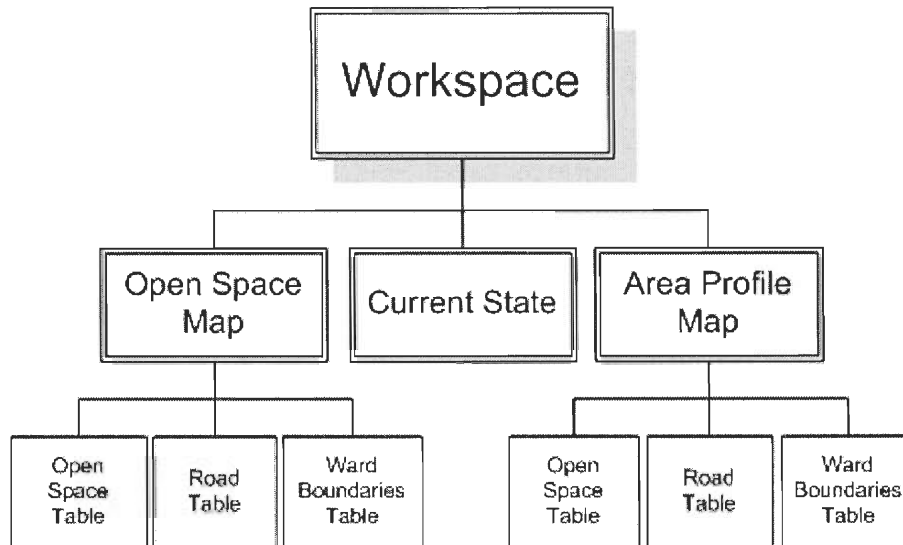 Workspace
Open Space
Map
Current State
Area Profile
Map
Open
Space
Table
Road
Table
Ward
Boundaries
Table
Open
Space
Table
Road
Table
Ward
Boundaries
Table